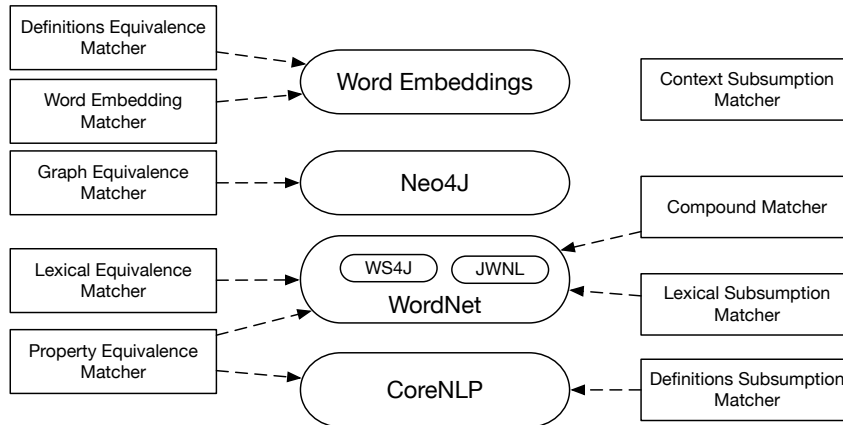 Definitions Equivalence
Matcher
Word Embedding
Matcher
Graph Equivalence
Matcher
Lexical Equivalence
Matcher
Property Equivalence
Matcher
Word Embeddings
Neo4J
WS4J
JWNL
WordNet
CoreNLP
Context Subsumption
Matcher
Compound Matcher
Lexical Subsumption
Matcher
Definitions Subsumption
Matcher